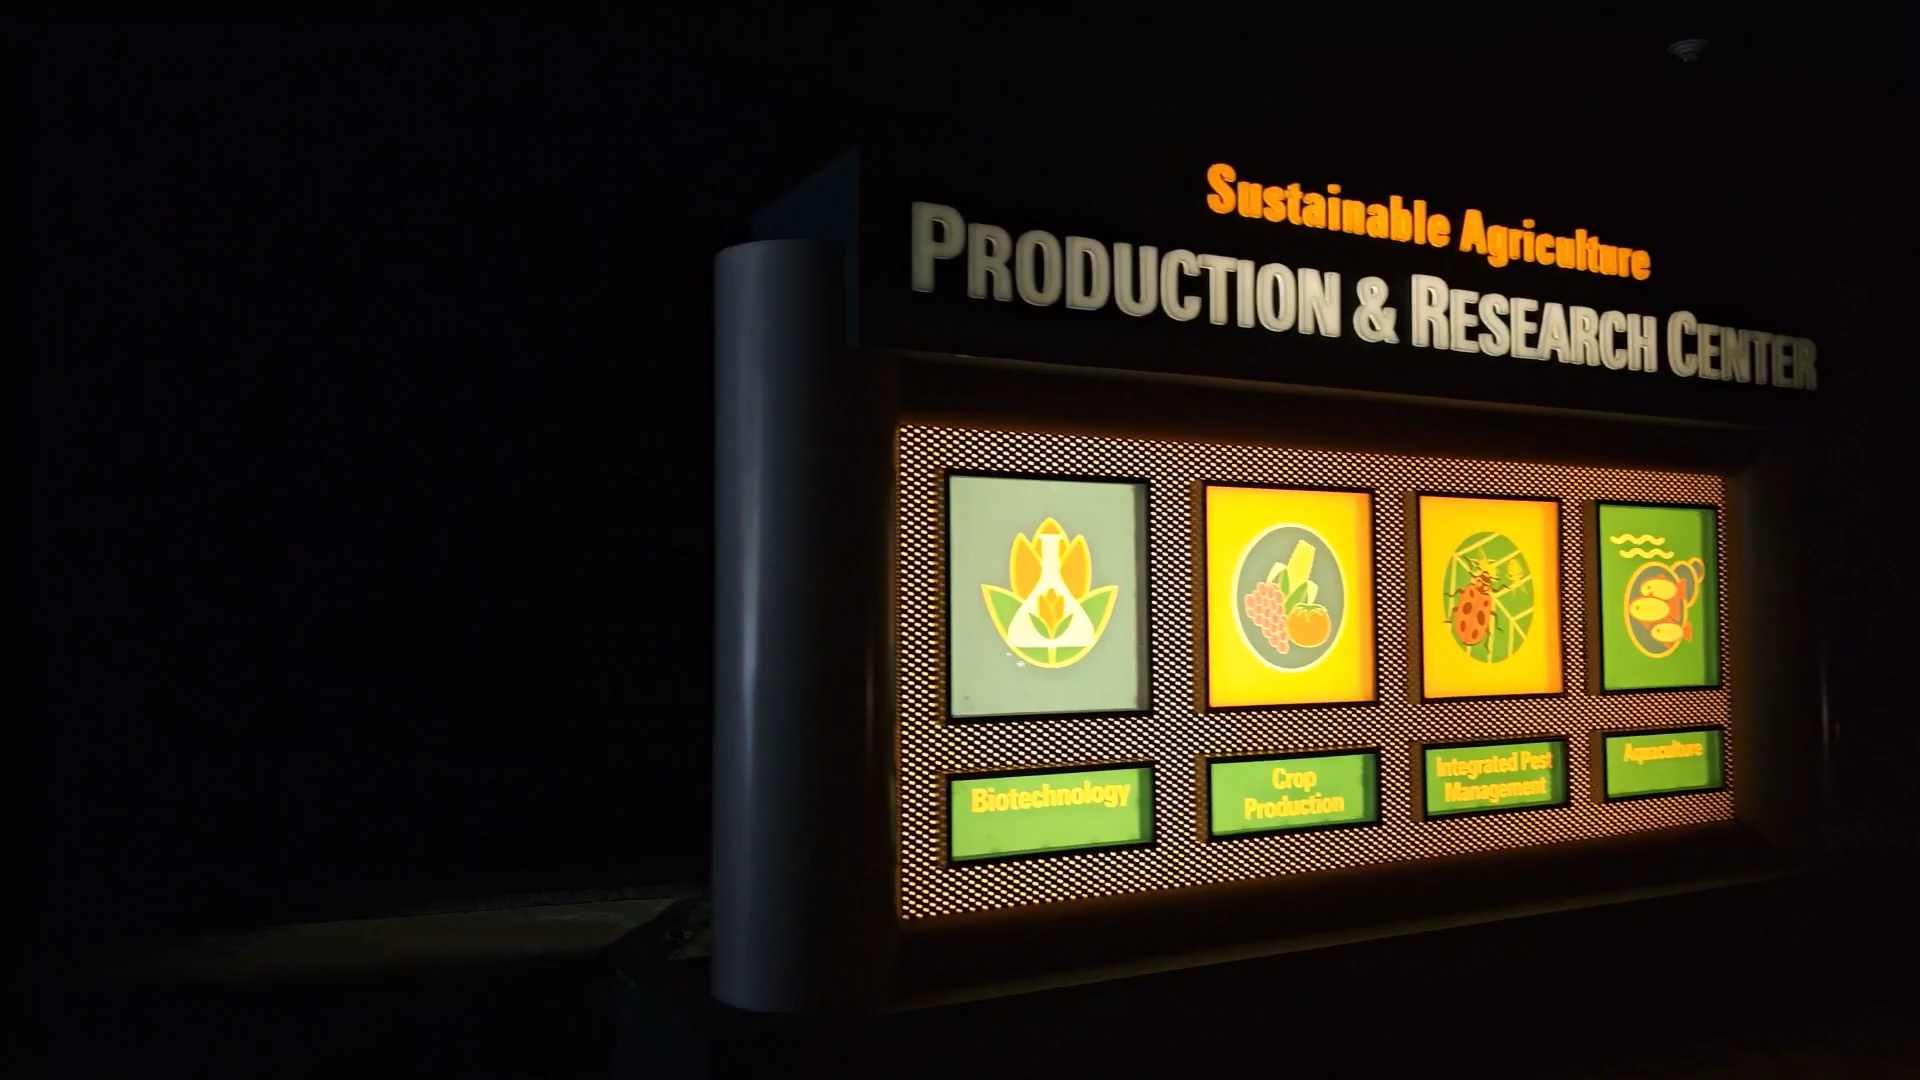 Sustainable Agriculture
PRODUCTION & RESEARCH CENTER
Biotechnology
Crop
Production
Integrated Pest
Management
Aquaculture